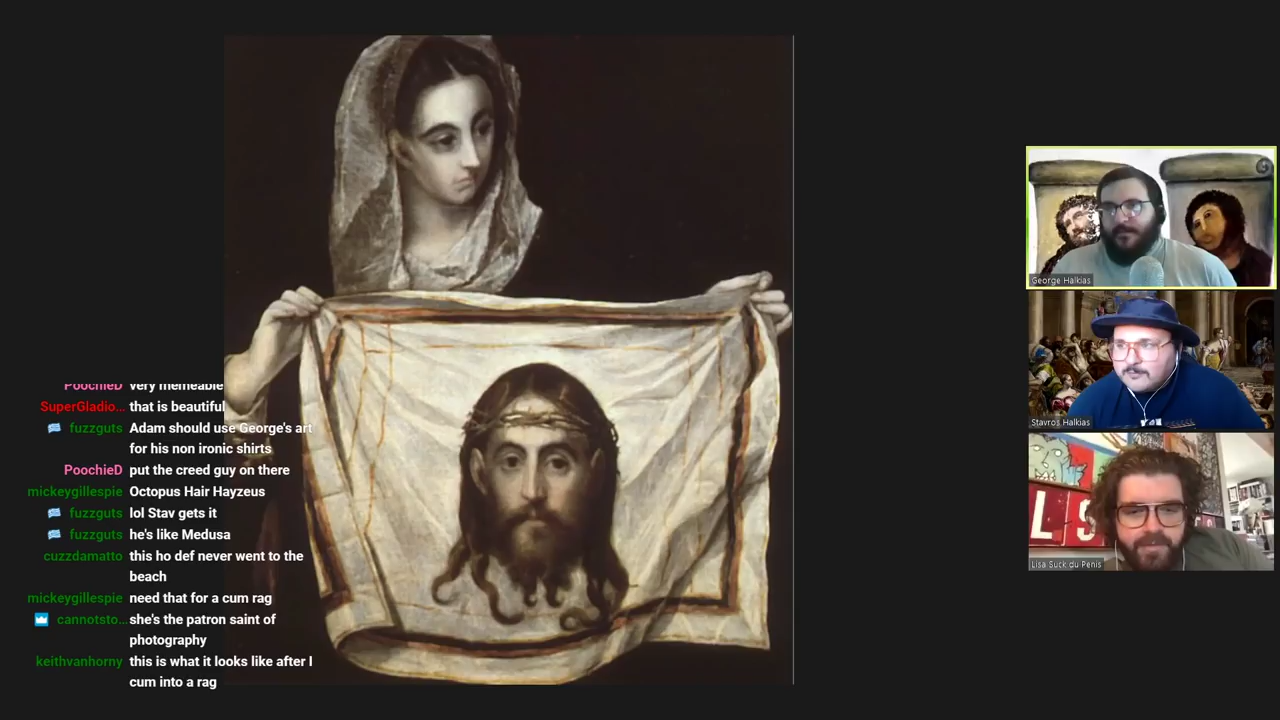 PoochieD very memeable
SuperGladio... that is beautiful
fuzzguts Adam should use George's art
for his non ironic shirts
PoochieD put the creed guy on there
mickeygillespie Octopus Hair Hayzeus
fuzzguts lol Stav gets it
fuzzguts he's like Medusa
cuzzdamatto this ho def never went to the
beach
mickeygillespie need that for a cum rag
cannotsto... she's the patron saint of
photography
keithvanhorny this is what it looks like after I
cum into a rag
George Halkias
Stavros Halkias
LS
Lisa Suck du Penis